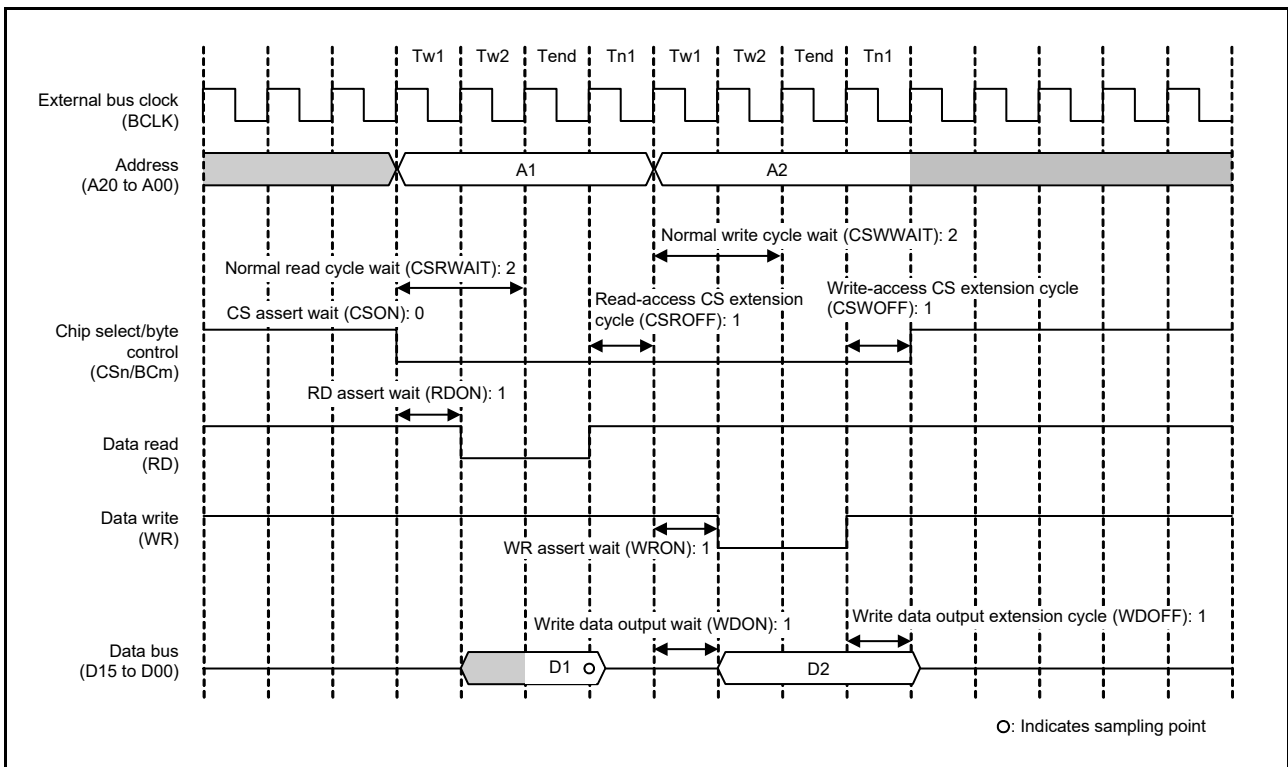 Tw1 Tw2 Tend Tn1 Tw1 Tw2 Tend Tn1
External bus clock
(BCLK)
Address
(A20 to A00)
A1
A2
Normal write cycle wait (CSWWAIT): 2
Normal read cycle wait (CSRWAIT): 2
CS assert wait (CSON): 0
Read-access CS extension
cycle (CSROFF): 1
Write-access CS extension cycle
(CSWOFF): 1
Chip select/byte
control
(CSn/BCm)
RD assert wait (RDON): 1
Data read
(RD)
Data write
(WR)
WR assert wait (WRON): 1
Write data output wait (WDON): 1
Write data output extension cycle (WDOFF): 1
Data bus
(D15 to D00)
D1
D2
O: Indicates sampling point